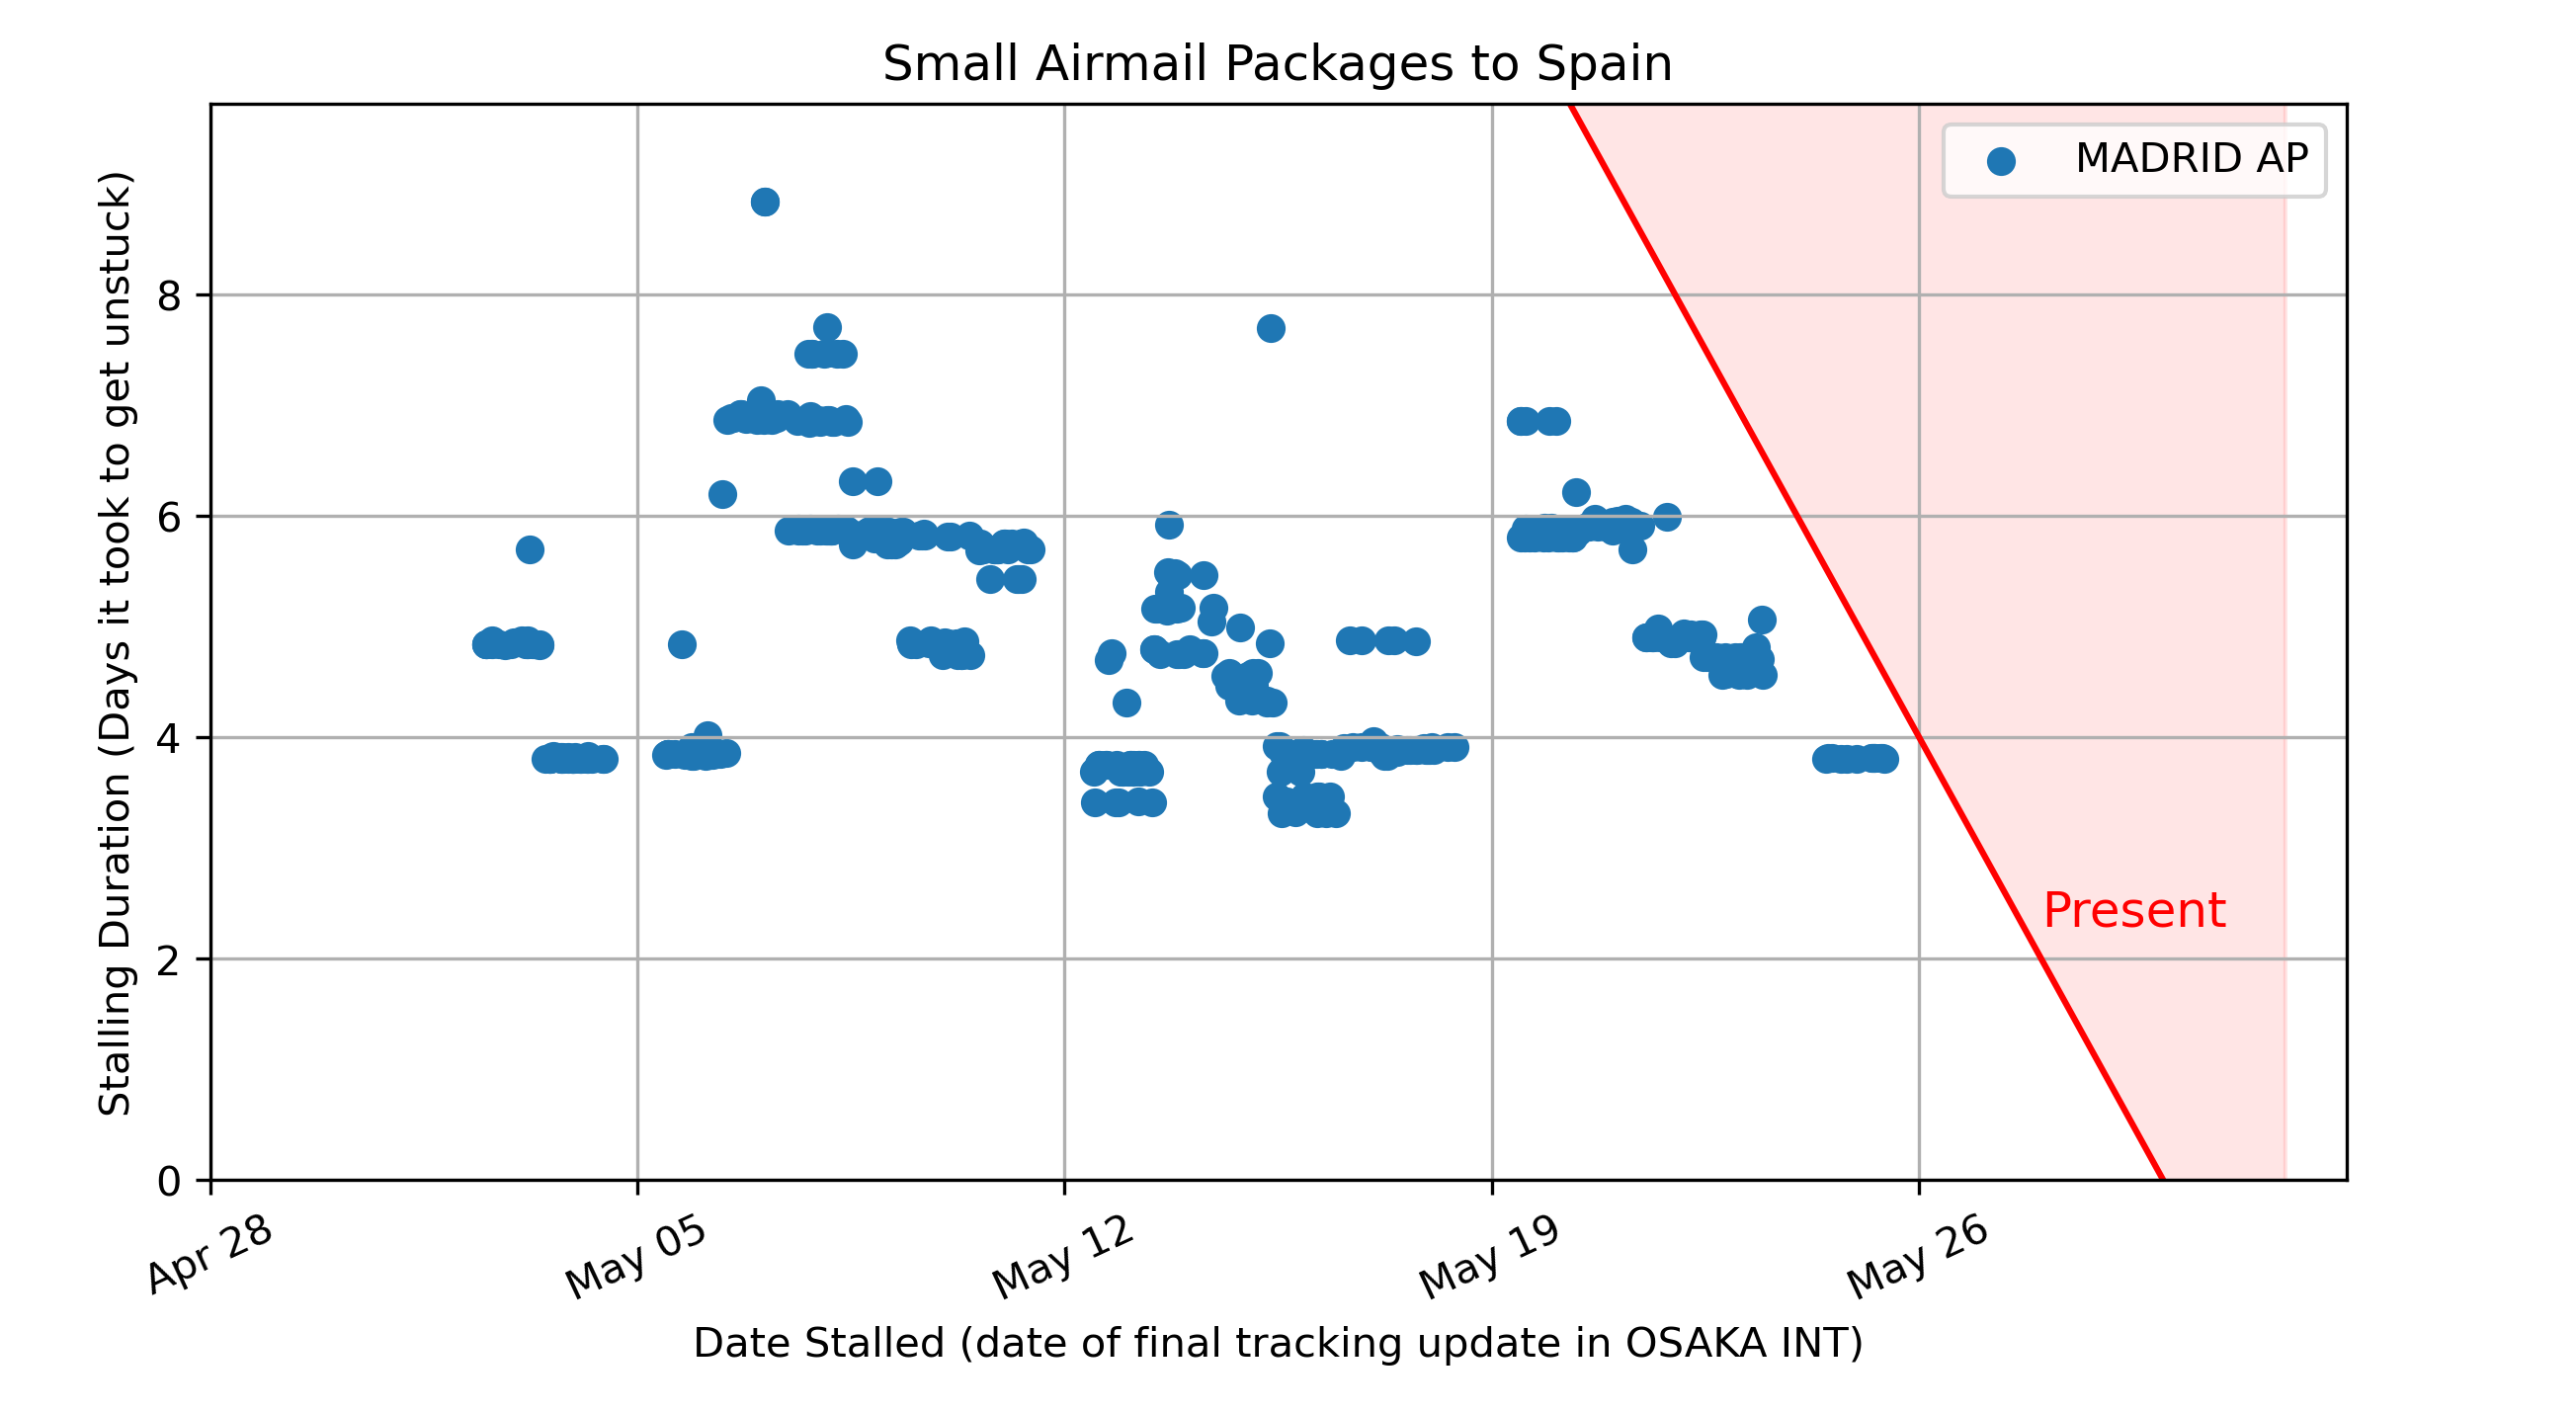 Small Airmail Packages to Spain
MADRID AP
Stalling Duration (Days it took to get unstuck)
8
6
4
2
0
Present
Apr 28
May 05
May 12
May 19
May 26
Date Stalled (date of final tracking update in OSAKA INT)